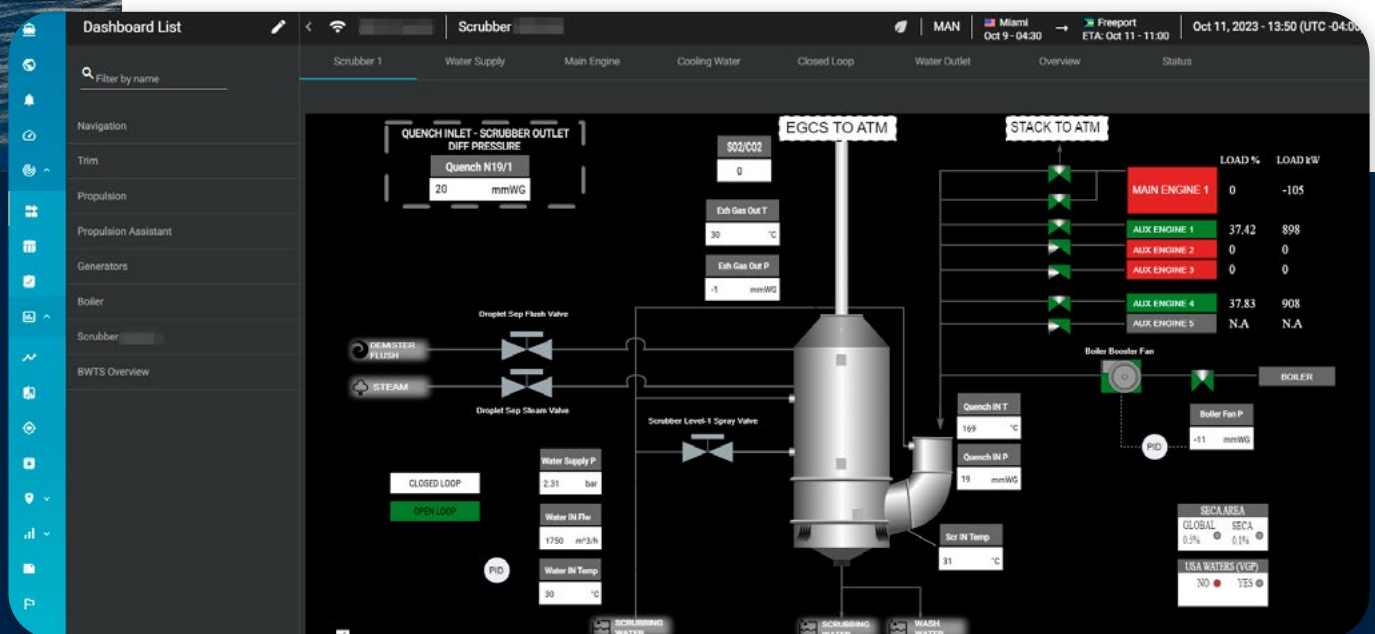 Dashboard List
Scrubber
MAN
Miami
Oct 9 - 04:30
→
Freeport
ETA: Oct 11 - 11:00
Oct 11, 2023 - 13:50 (UTC -04:00
Filter by name
Navigation
Trim
Propulsion
Propulsion Assistant
Generators
Boiler
Scrubber
BWTS Overview
Scrubber 1
Water Supply
Main Engine
Cooling Water
Closed Loop
Water Outlet
Overview
Status
QUENCH INLET - SCRUBBER OUTLET
DIFF PRESSURE
Quench N19/1
20 mmWG
SO2/CO2
0
EGCS TO ATM
STACK TO ATM
Exh Gas Out T
30 °C
Exh Gas Out P
-1 mmWG
LOAD % LOAD kW
MAIN ENGINE 1 0 -105
AUX ENGINE 1 37.42 898
AUX ENGINE 2 0 0
AUX ENGINE 3 0 0
AUX ENGINE 4 37.83 908
AUX ENGINE 5 N.A N.A
Droplet Sep Flush Valve
DEMISTER
FLUSH
STEAM
Droplet Sep Steam Valve
Scrubber Level-1 Spray Valve
Boiler Booster Fan
BOILER
Boiler Fan P
-11 mmWG
PID
Quench IN T
169 °C
Quench IN P
19 mmWG
Scr IN Temp
31 °C
CLOSED LOOP
OPEN LOOP
Water Supply P
2.31 bar
Water IN Flw
1750 m^3/h
PID
Water IN Temp
30 °C
SECA AREA
GLOBAL SECA
0.5% 0.1%
USA WATERS (VGP)
NO YES
SCRUBBING
WATER
SCRUBBING
WATER
WASH
WATER